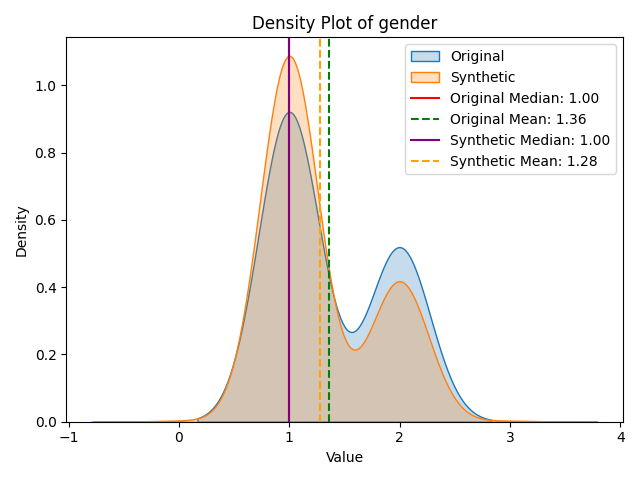 Density Plot of gender
Original
Synthetic
Original Median: 1.00
Original Mean: 1.36
Synthetic Median: 1.00
Synthetic Mean: 1.28
Density
1.0
0.8
0.6
0.4
0.2
0.0
−1 0 1 2 3 4
Value